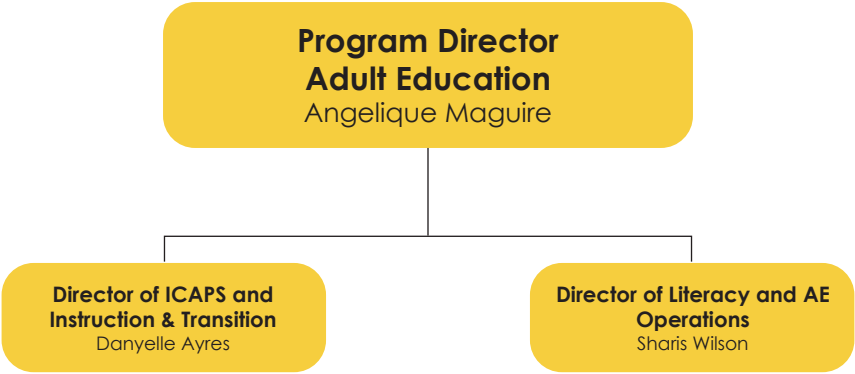 Program Director
Adult Education
Angelique Maguire
Director of ICAPS and
Instruction & Transition
Danyelle Ayres
Director of Literacy and AE
Operations
Sharis Wilson